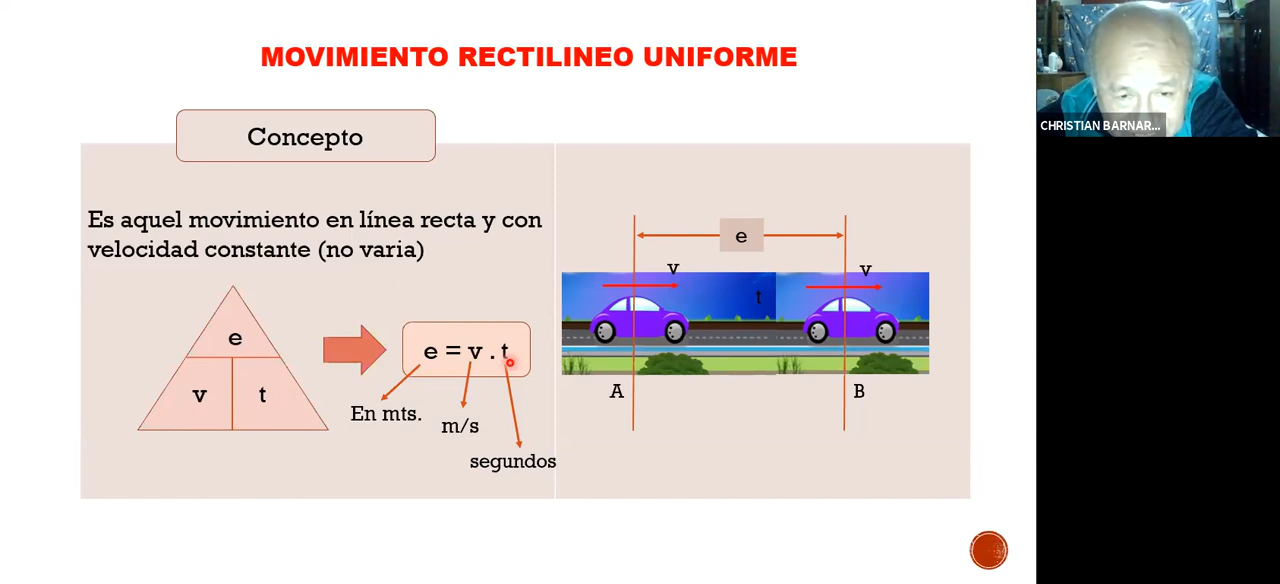 MOVIMIENTO RECTILINEO UNIFORME
CHRISTIAN BARNAR...
Concepto
Es aquel movimiento en línea recta y con
velocidad constante (no varia)
e
v
t
e = v . t
En mts.
m/s
segundos
e
v
v
t
A
B